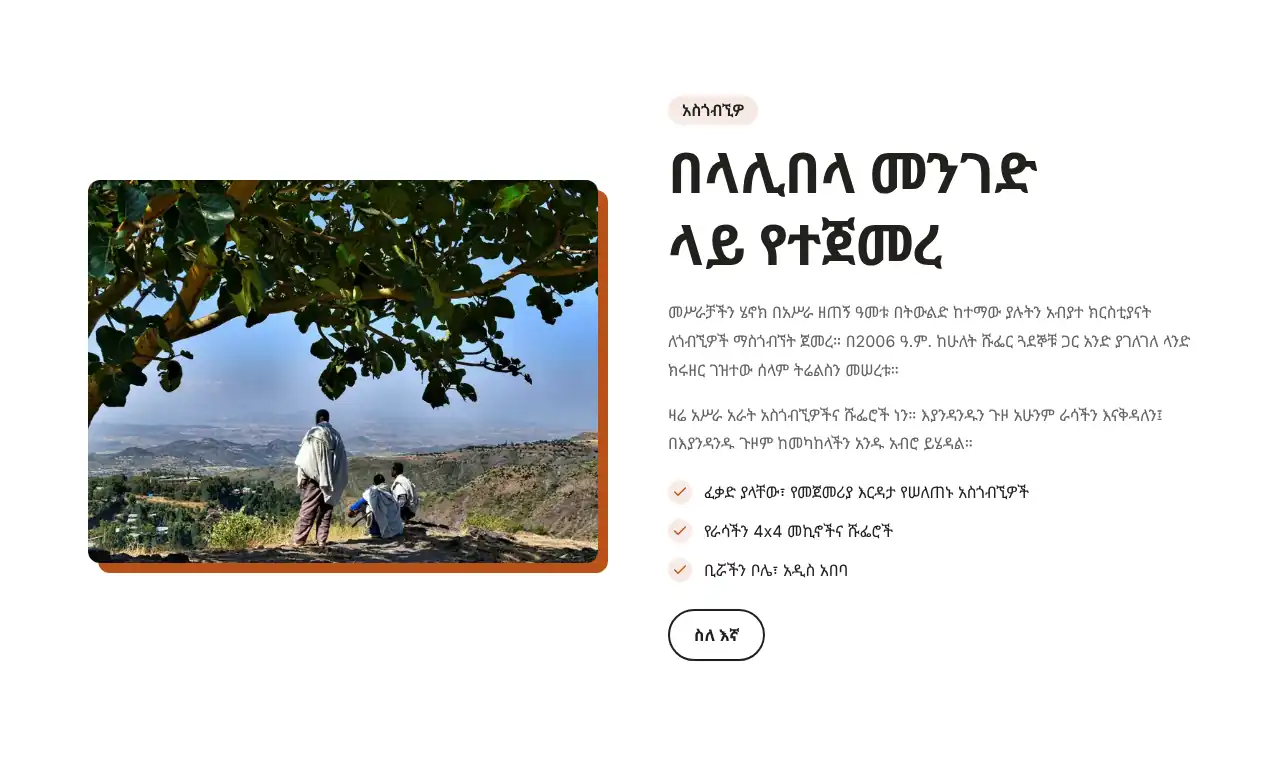 አስጎብኚዎ
በላሊበላ መንገድ
ላይ የተጀመረ
መሥራቻችን ሄኖክ በአሥራ ዘጠኝ ዓመቱ በትውልድ ከተማው ያሉትን አብያተ ክርስቲያናት
ለጎብኚዎች ማስጎብኘት ጀመረ። በ2006 ዓ.ም. ከሁለት ሹፌር ጓደኞቹ ጋር አንድ ያገለገለ ላንድ
ክሩዘር ገዝተው ሰላም ትሬልስን መሠረቱ።
ዛሬ አሥራ አራት አስጎብኚዎችና ሹፌሮች ነን። እያንዳንዱን ጉዞ አሁንም ራሳችን እናቅዳለን፤
በእያንዳንዱ ጉዞም ከመካከላችን አንዱ አብሮ ይሄዳል።
ፈቃድ ያላቸው፣ የመጀመሪያ እርዳታ የሠለጠኑ አስጎብኚዎች
የራሳችን 4x4 መኪኖችና ሹፌሮች
ቢሯችን ቦሌ፣ አዲስ አበባ
ስለ እኛ